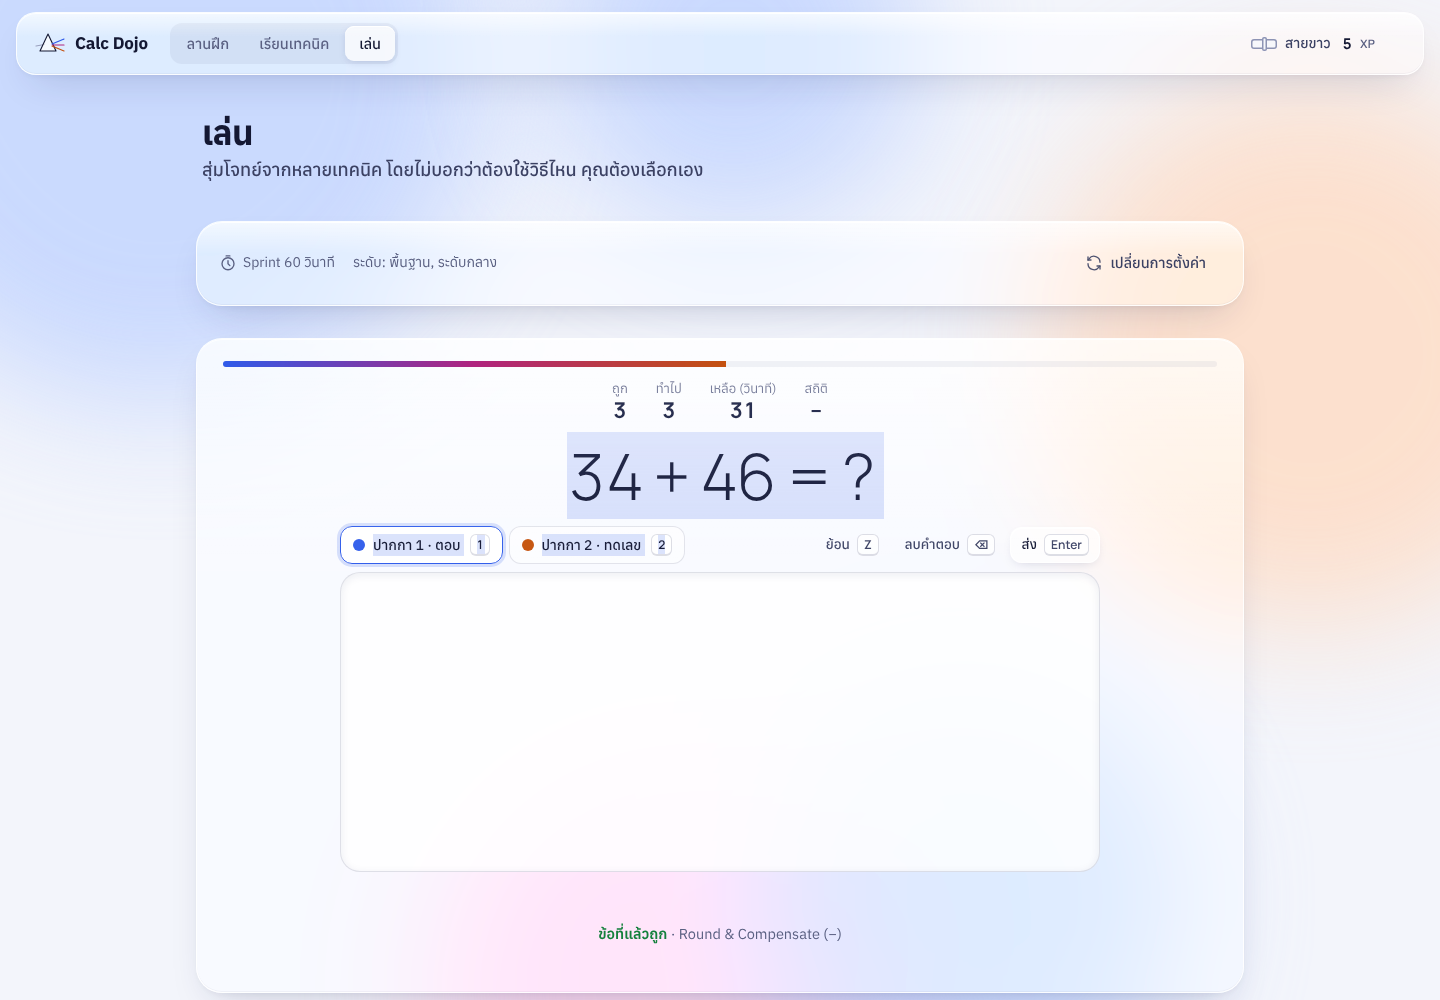 Calc Dojo ลานฝึก เรียนเทคนิค เล่น สายขาว 5 XP
เล่น
สุ่มโจทย์จากหลายเทคนิค โดยไม่บอกว่าต้องใช้วิธีไหน คุณต้องเลือกเอง
Sprint 60 วินาที ระดับ: พื้นฐาน, ระดับกลาง เปลี่ยนการตั้งค่า
ถูก ทำไป เหลือ (วินาที) สถิติ
3 3 31 –
34 + 46 = ?
ปากกา 1 · ตอบ 1 ปากกา 2 · ทดเลข 2 ย้อน Z ลบคำตอบ ⌫ ส่ง Enter
ข้อที่แล้วถูก · Round & Compensate (−)